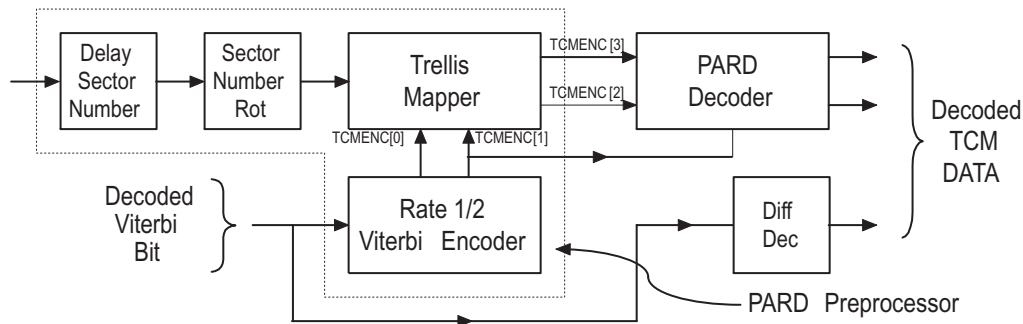 Delay
Sector
Number
Sector
Number
Rot
Trellis
Mapper
TCMENC [3]
TCMENC [2]
PARD
Decoder
Decoded
TCM
DATA
TCMENC[0]
TCMENC[1]
Decoded
Viterbi
Bit
Rate 1/2
Viterbi Encoder
Diff
Dec
PARD Preprocessor